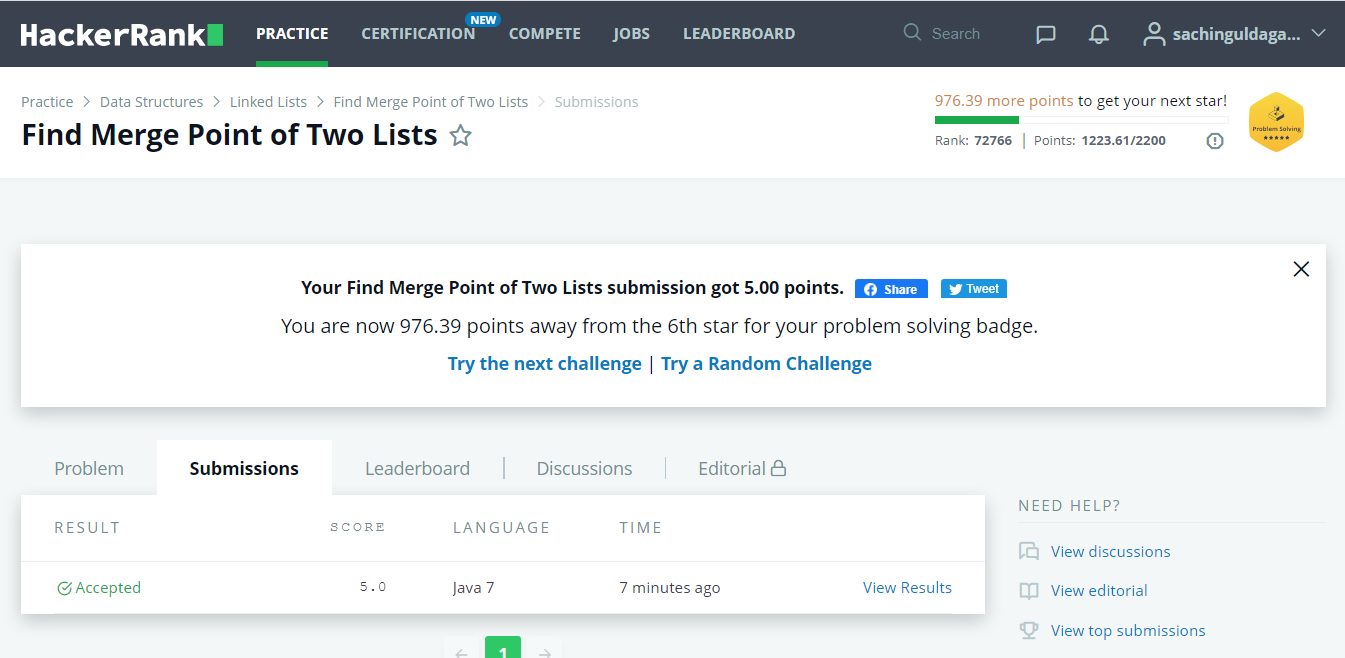 HackerRank
PRACTICE
CERTIFICATION
NEW
COMPETE
JOBS
LEADERBOARD
Search
sachinguldaga...
Practice > Data Structures > Linked Lists > Find Merge Point of Two Lists > Submissions
Find Merge Point of Two Lists
976.39 more points to get your next star!
Rank: 72766 | Points: 1223.61/2200
Problem Solving
Your Find Merge Point of Two Lists submission got 5.00 points.
Share
Tweet
You are now 976.39 points away from the 6th star for your problem solving badge.
Try the next challenge | Try a Random Challenge
Problem
Submissions
Leaderboard
Discussions
Editorial
RESULT SCORE LANGUAGE TIME
Accepted 5.0 Java 7 7 minutes ago View Results
1
NEED HELP?
View discussions
View editorial
View top submissions